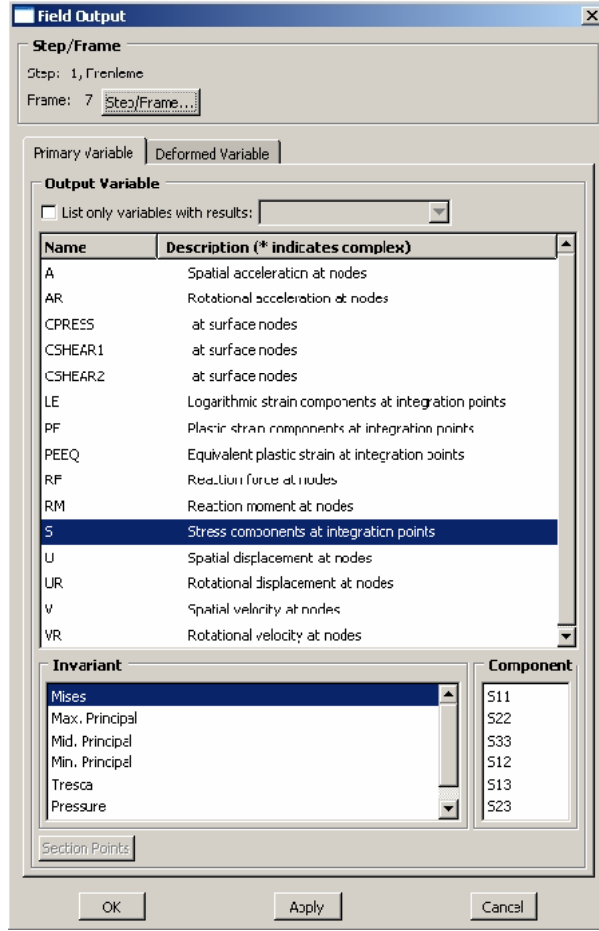 Field Output
Step/Frame
Step: 1, Frenleme
Frame: 7 Step/Frame...
Primary Variable Deformed Variable
Output Variable
List only variables with results:
Name Description (* indicates complex)
A Spatial acceleration at nodes
AR Rotational acceleration at nodes
CPRESS at surface nodes
CSHEAR1 at surface nodes
CSHEAR2 at surface nodes
LE Logarithmic strain components at integration points
PE Plastic strain components at integration points
PEEQ Equivalent plastic strain at integration points
RF Reaction force at nodes
RM Reaction moment at nodes
S Stress components at integration points
U Spatial displacement at nodes
UR Rotational displacement at nodes
V Spatial velocity at nodes
VR Rotational velocity at nodes
Invariant Component
Mises S11
Max. Principal S22
Mid. Principal S33
Min. Principal S12
Tresca S13
Pressure S23
Section Points
OK Apply Cancel